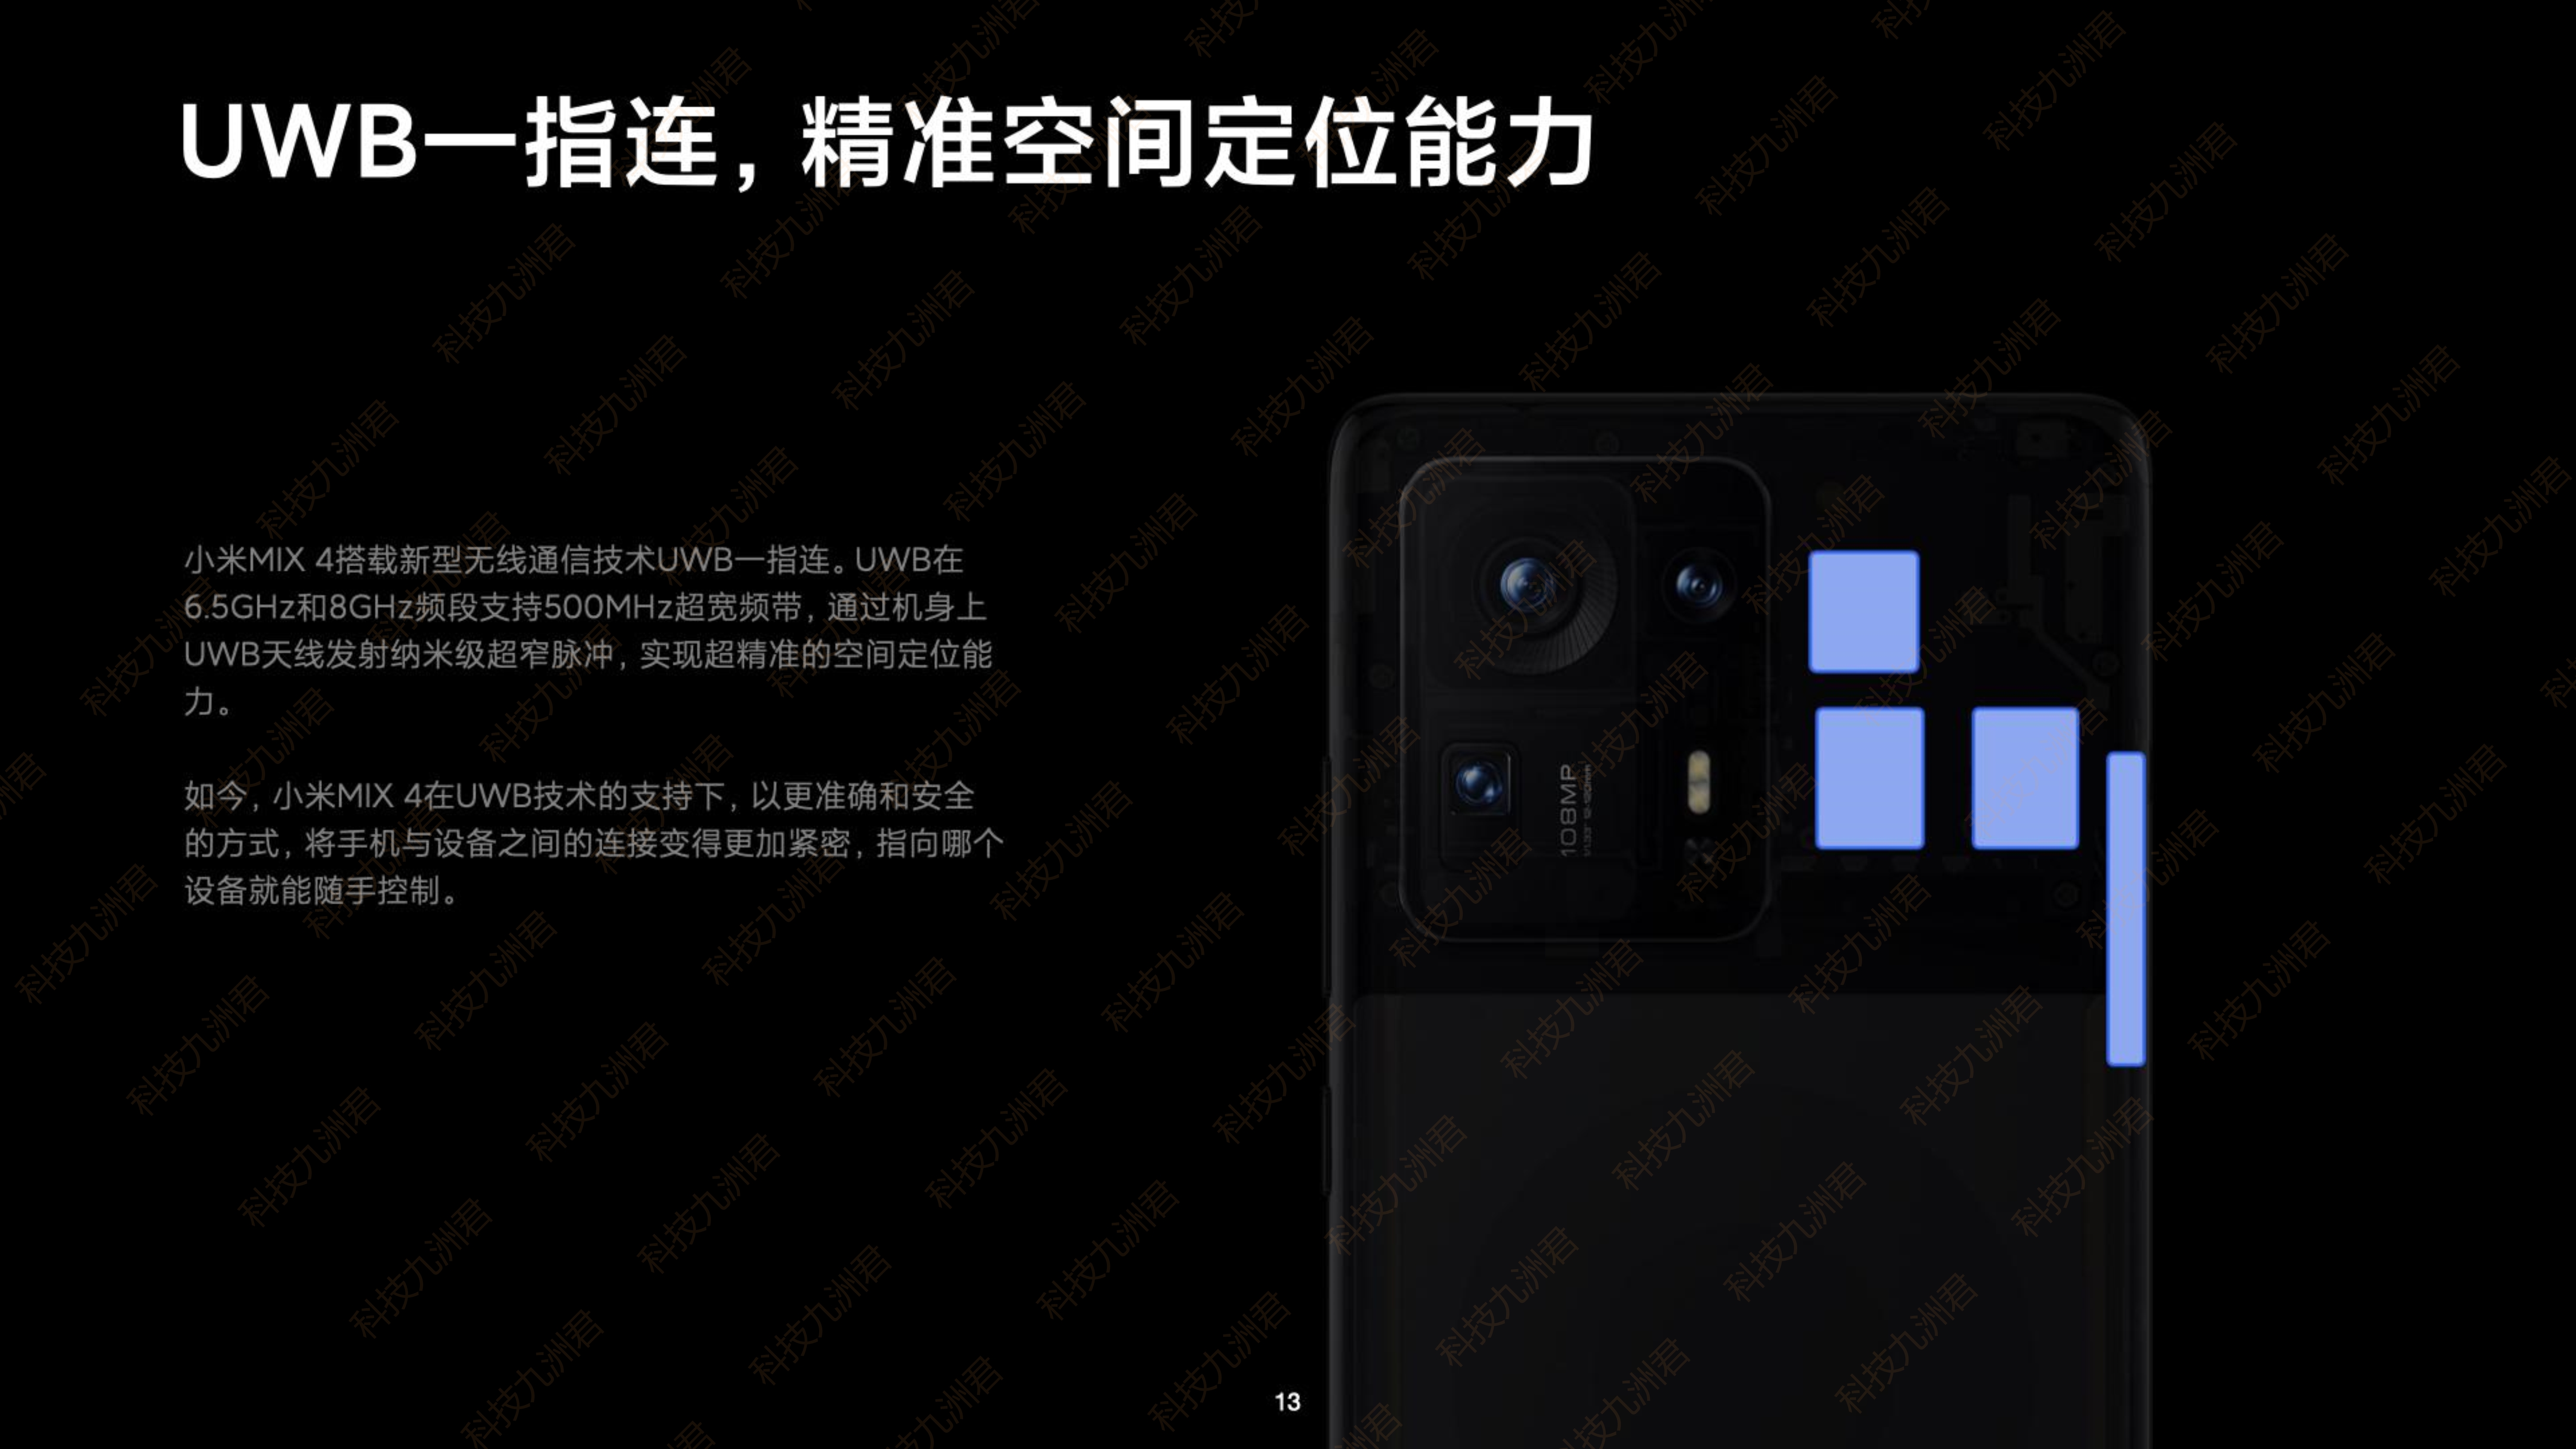 UWB一指连，精准空间定位能力
小米MIX 4搭载新型无线通信技术UWB一指连。UWB在
6.5GHz和8GHz频段支持500MHz超宽频带，通过机身上
UWB天线发射纳米级超窄脉冲，实现超精准的空间定位能
力。
如今，小米MIX 4在UWB技术的支持下，以更准确和安全
的方式，将手机与设备之间的连接变得更加紧密，指向哪个
设备就能随手控制。
108MP
13
科技九洲君